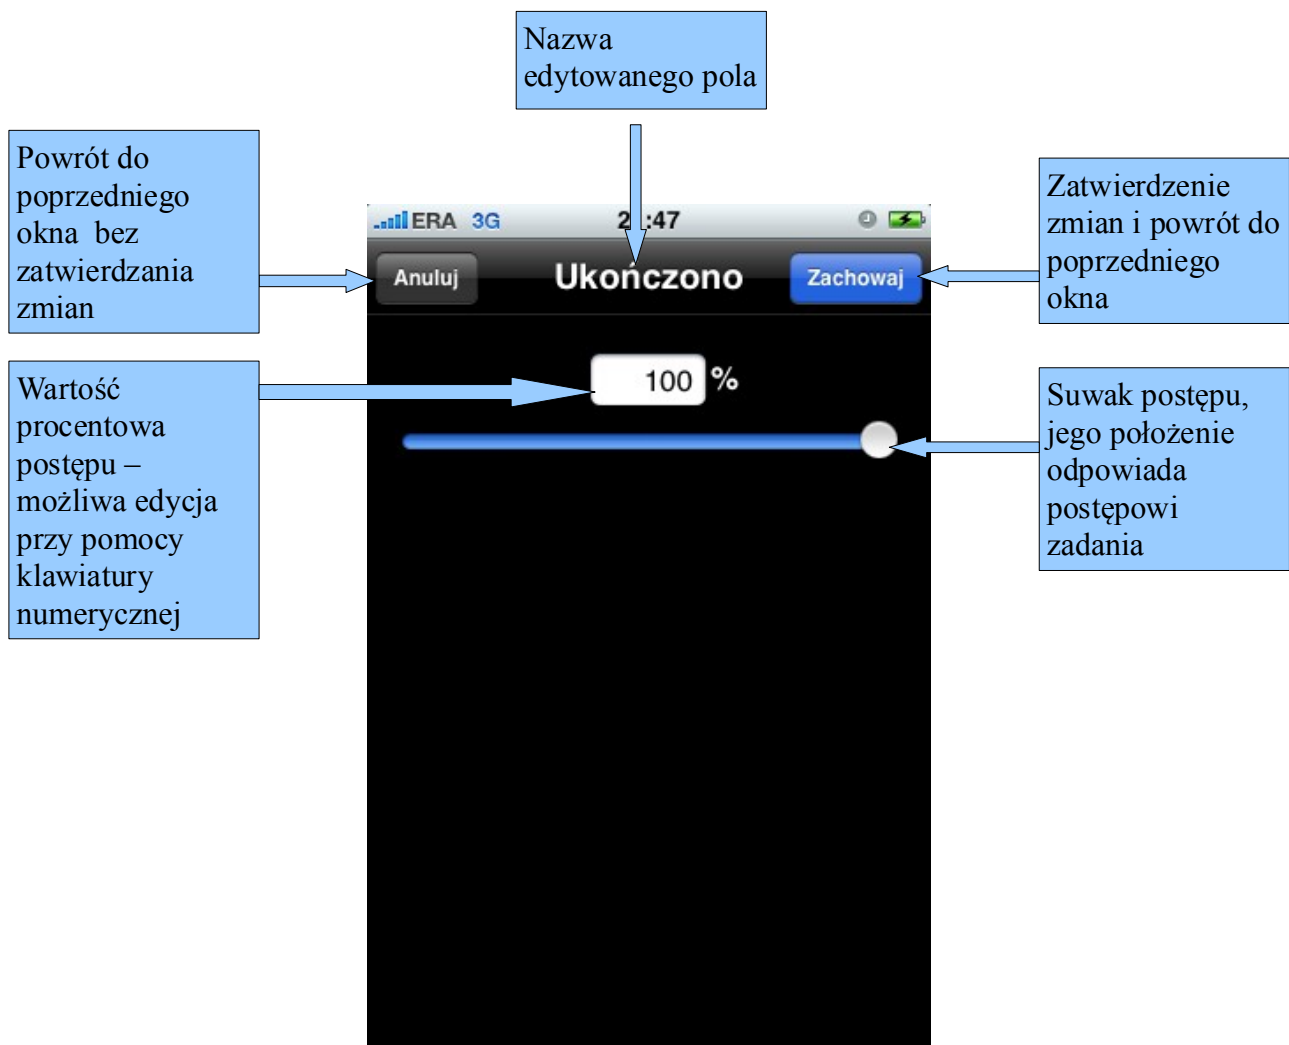 Nazwa
edytowanego pola
Powrót do
poprzedniego
okna bez
zatwierdzania
zmian
Zatwierdzenie
zmian i powrót do
poprzedniego
okna
ERA 3G
:47
Anuluj
Ukończono
Zachowaj
100 %
Wartość
procentowa
postępu –
możliwa edycja
przy pomocy
klawiatury
numerycznej
Suwak postępu,
jego położenie
odpowiada
postępowi
zadania